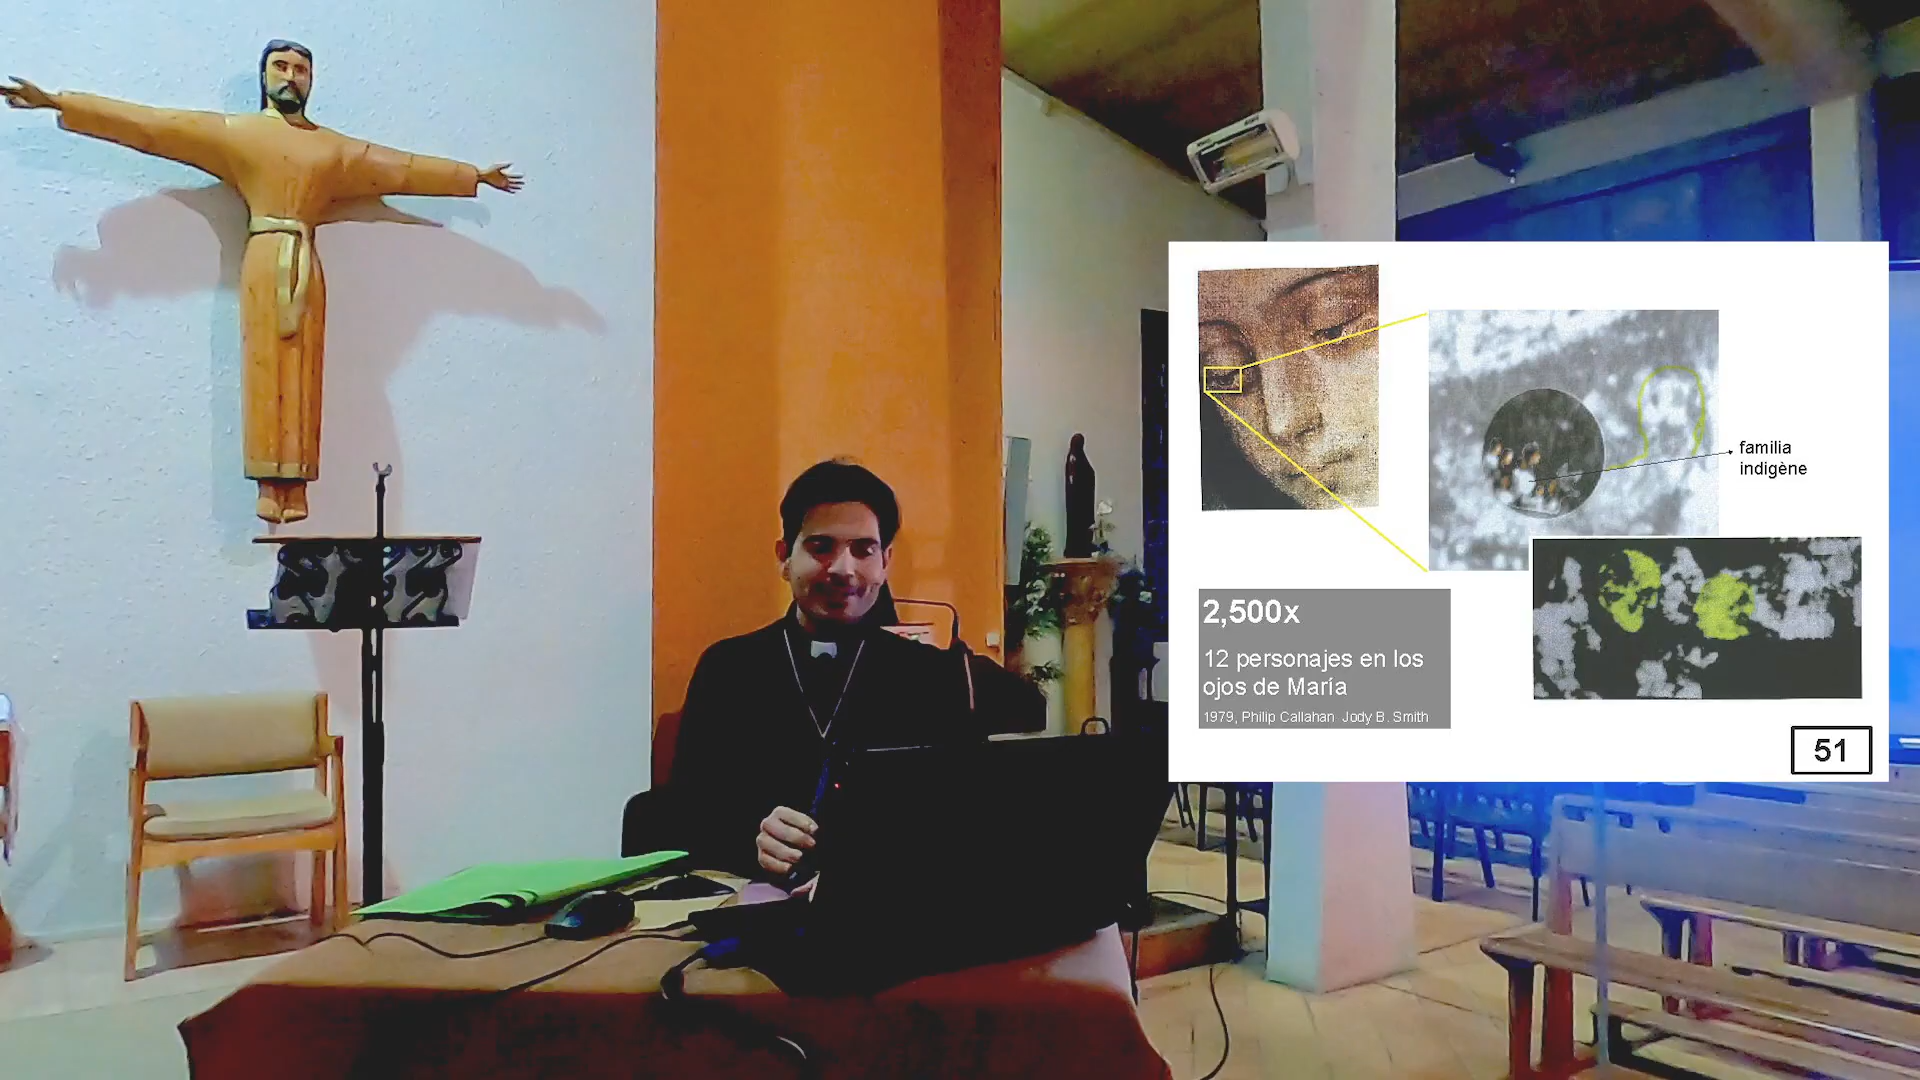 familia
indigène
2,500x
12 personajes en los
ojos de María
1979, Philip Callahan Jody B. Smith
51